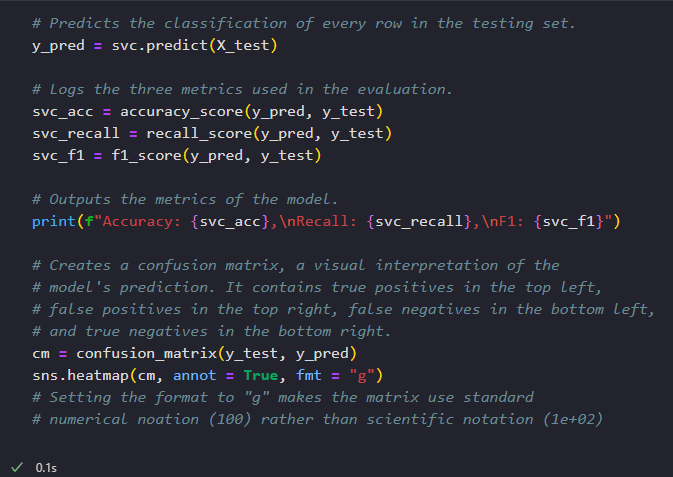 # Predicts the classification of every row in the testing set.
y_pred = svc.predict(X_test)
# Logs the three metrics used in the evaluation.
svc_acc = accuracy_score(y_pred, y_test)
svc_recall = recall_score(y_pred, y_test)
svc_f1 = f1_score(y_pred, y_test)
# Outputs the metrics of the model.
print(f"Accuracy: {svc_acc},\nRecall: {svc_recall},\nF1: {svc_f1}")
# Creates a confusion matrix, a visual interpretation of the
# model's prediction. It contains true positives in the top left,
# false positives in the top right, false negatives in the bottom left,
# and true negatives in the bottom right.
cm = confusion_matrix(y_test, y_pred)
sns.heatmap(cm, annot = True, fmt = "g")
# Setting the format to "g" makes the matrix use standard
# numerical noation (100) rather than scientific notation (1e+02)
0.1s